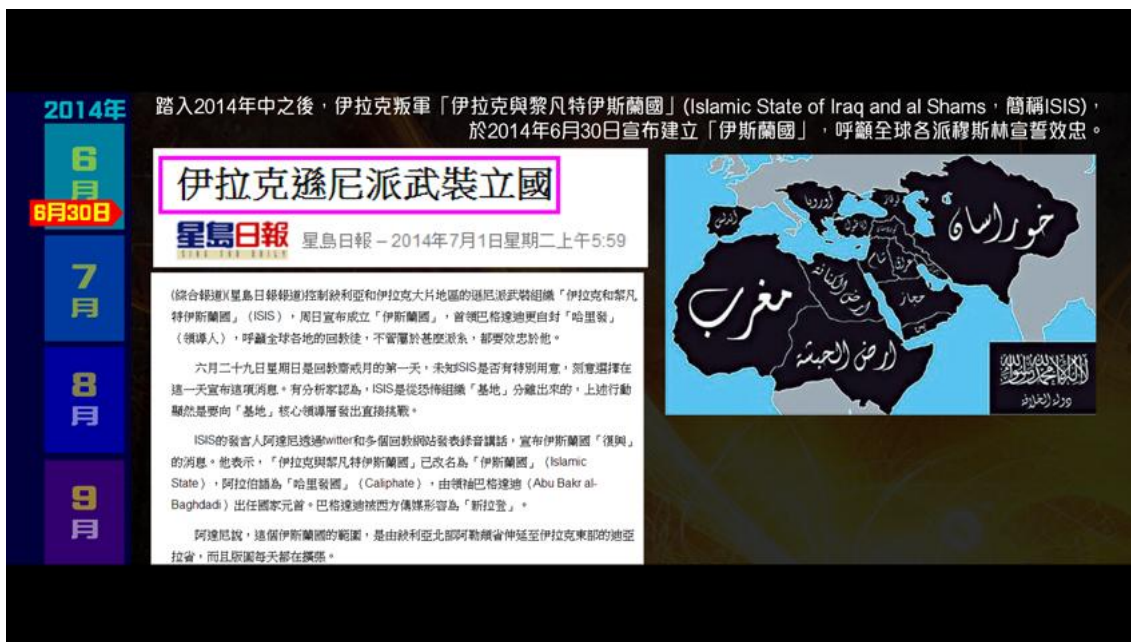 2014年
6
月
6月30日
7
月
8
月
9
月
踏入2014年中之後，伊拉克叛軍「伊拉克與黎凡特伊斯蘭國」(Islamic State of Iraq and al Shams，簡稱ISIS)，
於2014年6月30日宣布建立「伊斯蘭國」，呼籲全球各派穆斯林宣誓效忠。
伊拉克遜尼派武裝立國
星島日報 星島日報 – 2014年7月1日星期二上午5:59
SING TAO DAILY
(綜合報道)(星島日報報道)控制敍利亞和伊拉克大片地區的遜尼派武裝組織「伊拉克和黎凡
特伊斯蘭國」（ISIS），周日宣布成立「伊斯蘭國」，首領巴格達迪更自封「哈里發」
（領導人），呼籲全球各地的回教徒，不管屬於甚麼派系，都要效忠於他。
六月二十九日星期日是回教齋戒月的第一天，未知ISIS是否有特別用意，刻意選擇在
這一天宣布這項消息。有分析家認為，ISIS是從恐怖組織「基地」分離出來的，上述行動
顯然是要向「基地」核心領導層發出直接挑戰。
ISIS的發言人阿達尼透過twitter和多個回教網站發表錄音講話，宣布伊斯蘭國「復興」
的消息。他表示，「伊拉克與黎凡特伊斯蘭國」已改名為「伊斯蘭國」（Islamic
State），阿拉伯語為「哈里發國」（Caliphate），由領袖巴格達迪（Abu Bakr al-
Baghdadi）出任國家元首。巴格達迪被西方傳媒形容為「新拉登」。
阿達尼說，這個伊斯蘭國的範圍，是由敍利亞北部阿勒頗省伸延至伊拉克東部的迪亞
拉省，而且版圖每天都在擴張。
أوروبا
الأندلس
خوراسان
شام
عراق
أرض الكنانة
حجاز
مغرب
يمن
ارض الحبشة
لا إله إلا الله محمد رسول الله
دولة الخلافة